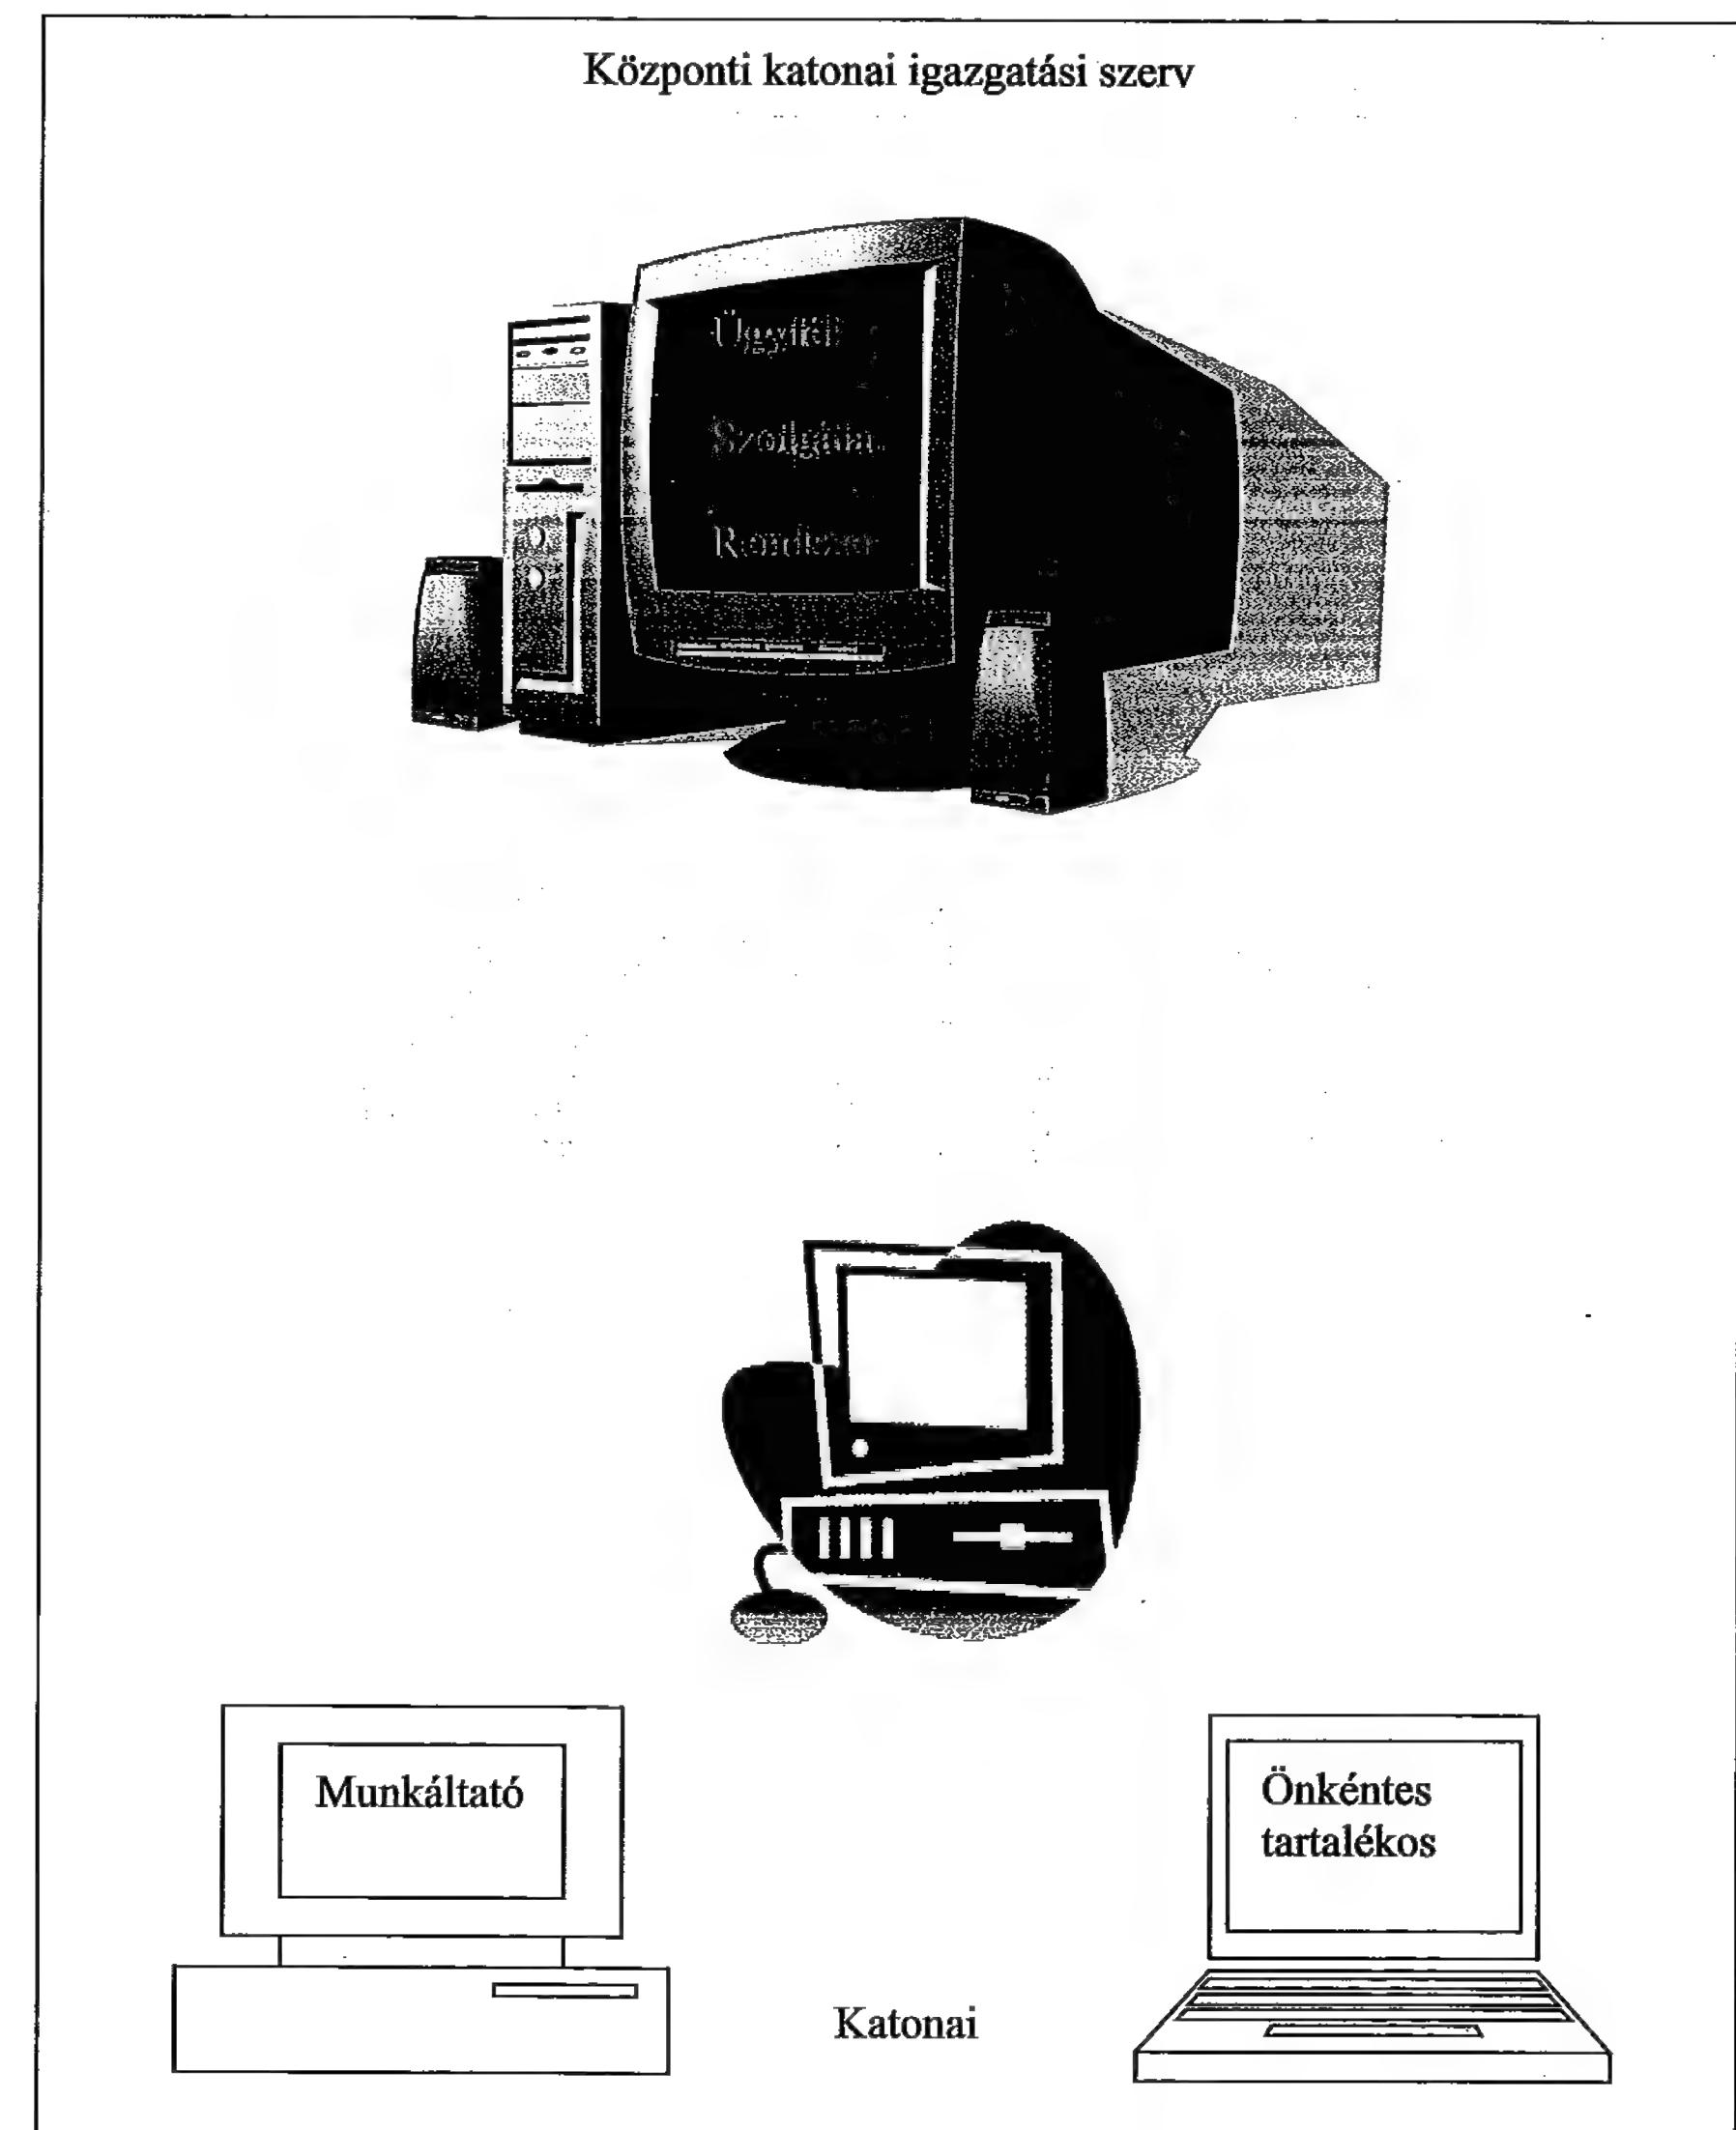 Központi katonai igazgatási szerv
Ügyfél
Szolgálat
Rendszer
Munkáltató
Önkéntes
tartalékos
Katonai